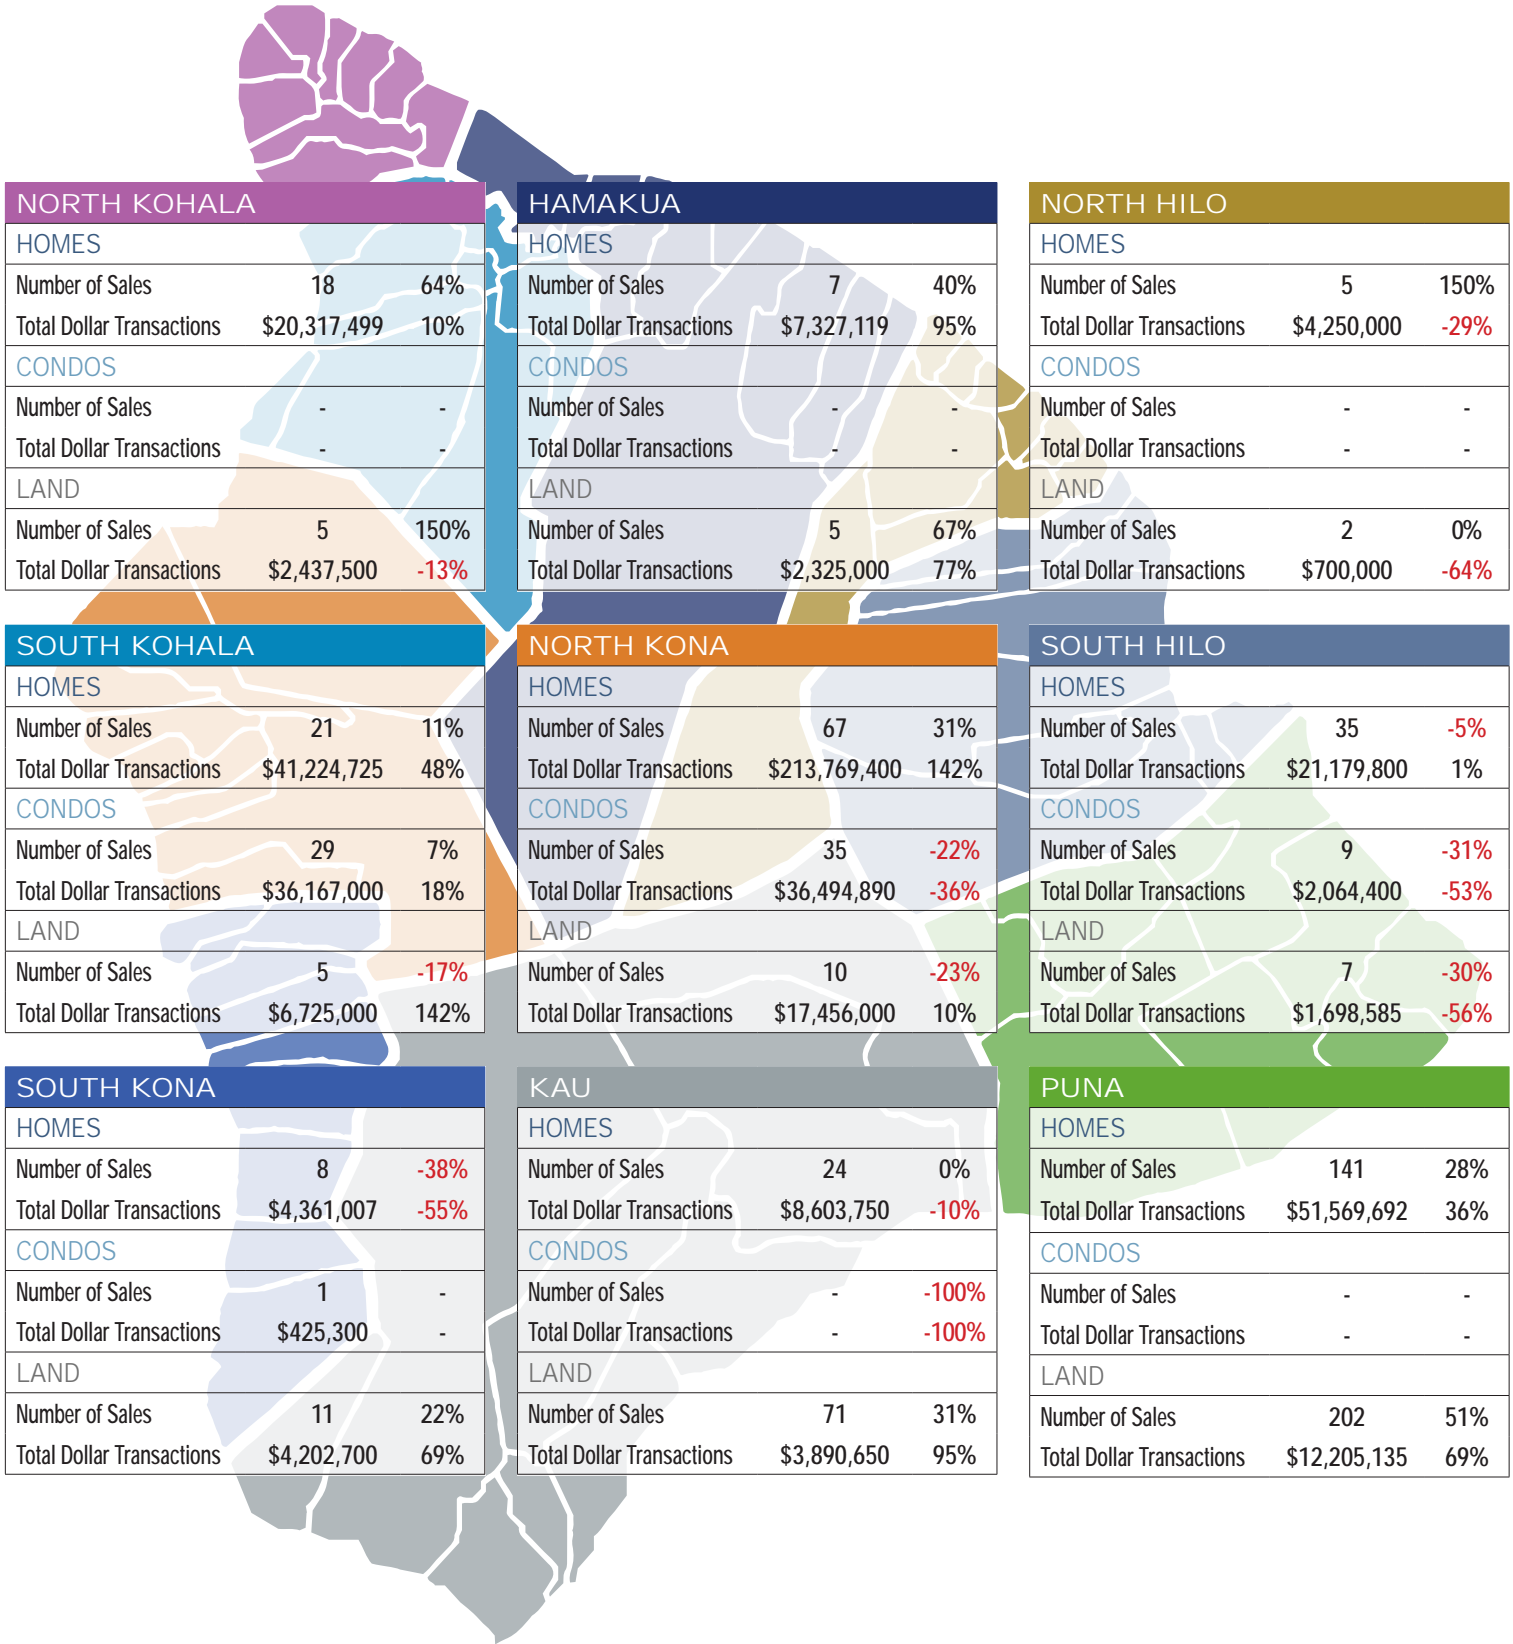 NORTH KOHALA
HOMES
Number of Sales 18 64%
Total Dollar Transactions $20,317,499 10%
CONDOS
Number of Sales - -
Total Dollar Transactions - -
LAND
Number of Sales 5 150%
Total Dollar Transactions $2,437,500 -13%
HAMAKUA
HOMES
Number of Sales 7 40%
Total Dollar Transactions $7,327,119 95%
CONDOS
Number of Sales - -
Total Dollar Transactions - -
LAND
Number of Sales 5 67%
Total Dollar Transactions $2,325,000 77%
NORTH HILO
HOMES
Number of Sales 5 150%
Total Dollar Transactions $4,250,000 -29%
CONDOS
Number of Sales - -
Total Dollar Transactions - -
LAND
Number of Sales 2 0%
Total Dollar Transactions $700,000 -64%
SOUTH KOHALA
HOMES
Number of Sales 21 11%
Total Dollar Transactions $41,224,725 48%
CONDOS
Number of Sales 29 7%
Total Dollar Transactions $36,167,000 18%
LAND
Number of Sales 5 -17%
Total Dollar Transactions $6,725,000 142%
NORTH KONA
HOMES
Number of Sales 67 31%
Total Dollar Transactions $213,769,400 142%
CONDOS
Number of Sales 35 -22%
Total Dollar Transactions $36,494,890 -36%
LAND
Number of Sales 10 -23%
Total Dollar Transactions $17,456,000 10%
SOUTH HILO
HOMES
Number of Sales 35 -5%
Total Dollar Transactions $21,179,800 1%
CONDOS
Number of Sales 9 -31%
Total Dollar Transactions $2,064,400 -53%
LAND
Number of Sales 7 -30%
Total Dollar Transactions $1,698,585 -56%
SOUTH KONA
HOMES
Number of Sales 8 -38%
Total Dollar Transactions $4,361,007 -55%
CONDOS
Number of Sales 1 -
Total Dollar Transactions $425,300 -
LAND
Number of Sales 11 22%
Total Dollar Transactions $4,202,700 69%
KAU
HOMES
Number of Sales 24 0%
Total Dollar Transactions $8,603,750 -10%
CONDOS
Number of Sales - -100%
Total Dollar Transactions - -100%
LAND
Number of Sales 71 31%
Total Dollar Transactions $3,890,650 95%
PUNA
HOMES
Number of Sales 141 28%
Total Dollar Transactions $51,569,692 36%
CONDOS
Number of Sales - -
Total Dollar Transactions - -
LAND
Number of Sales 202 51%
Total Dollar Transactions $12,205,135 69%